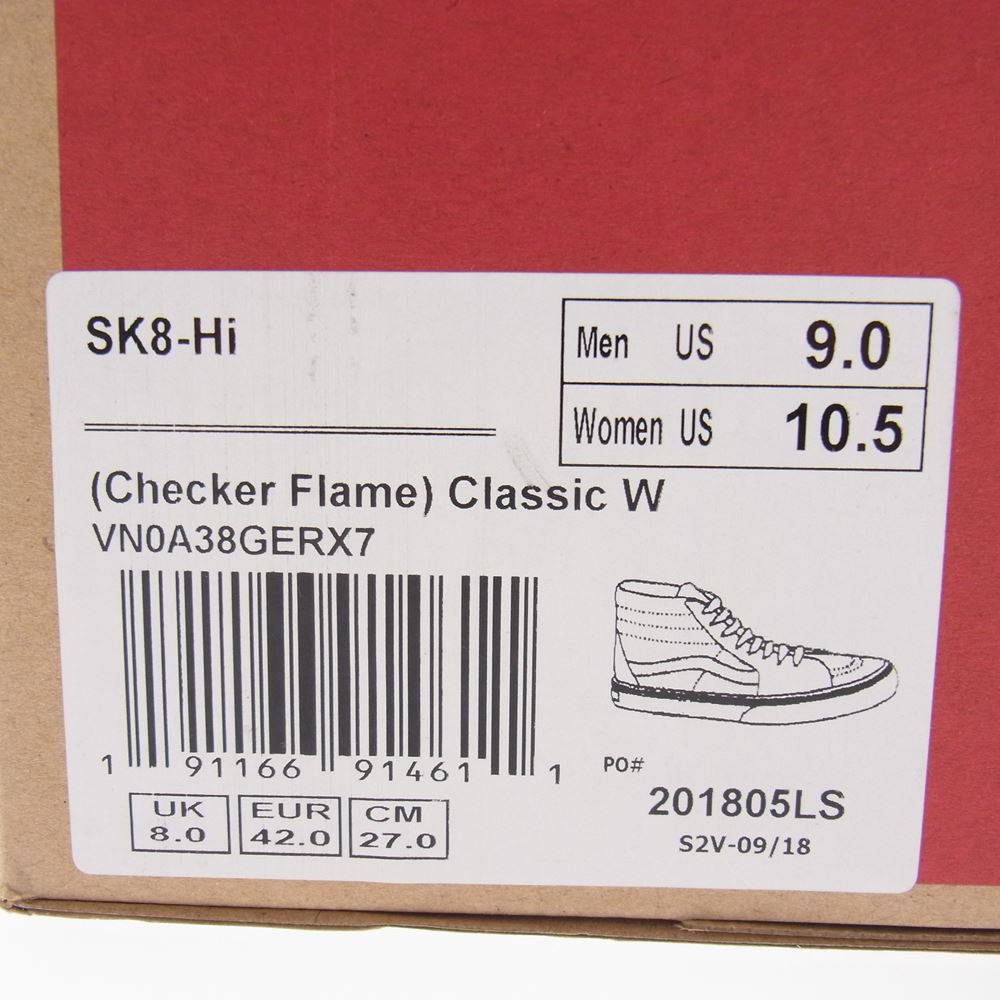 SK8-Hi
Men US 9.0
Women US 10.5
(Checker Flame) Classic W
VN0A38GERX7
1 91166 91461 1
UK 8.0
EUR 42.0
CM 27.0
PO#
201805LS
S2V-09/18